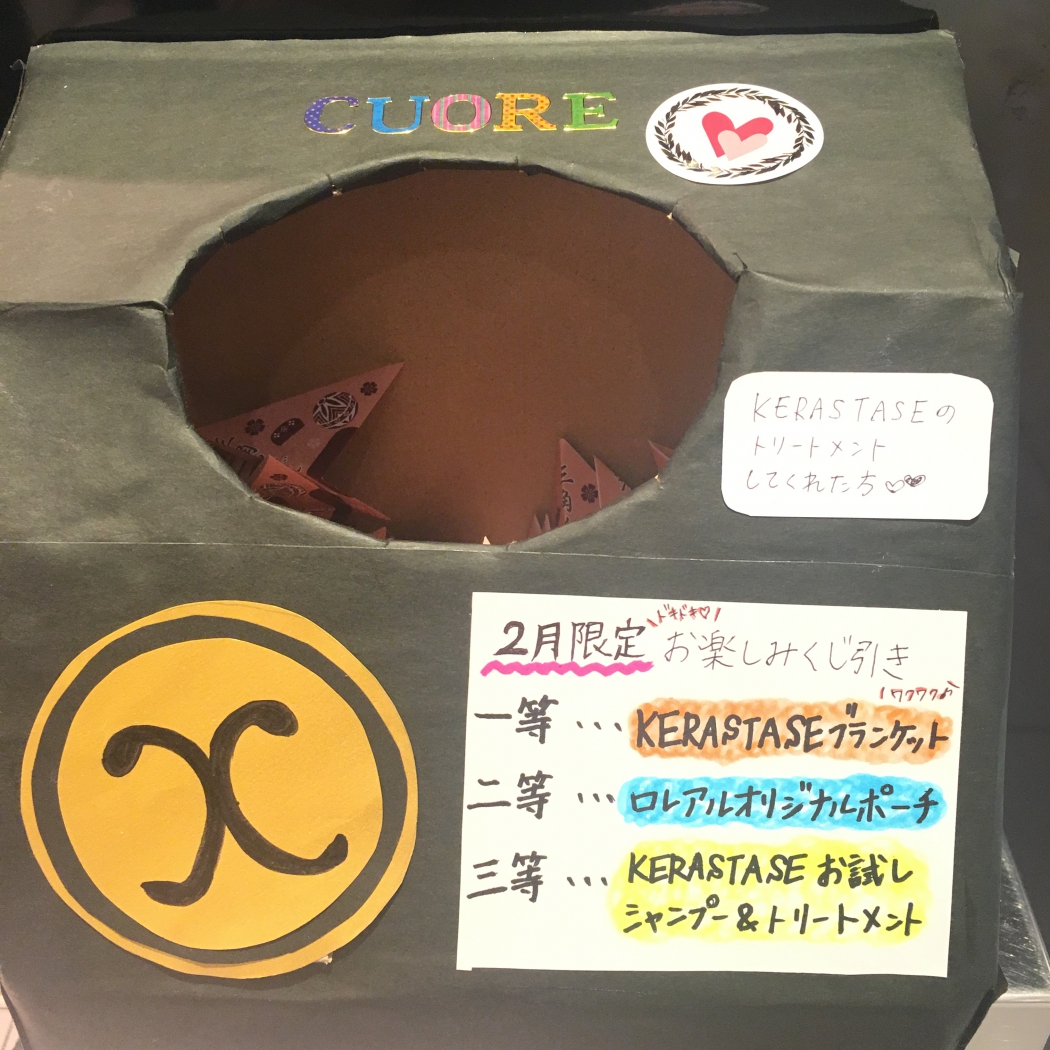 CUORE
KERASTASEの
トリートメント
してくれた方♡♥
ドキドキ♡
2月限定 お楽しみくじ引き
ワクワク♪
一等 … KERASTASEブランケット
二等 … ロレアルオリジナルポーチ
三等 … KERASTASE お試し
シャンプー & トリートメント
三角